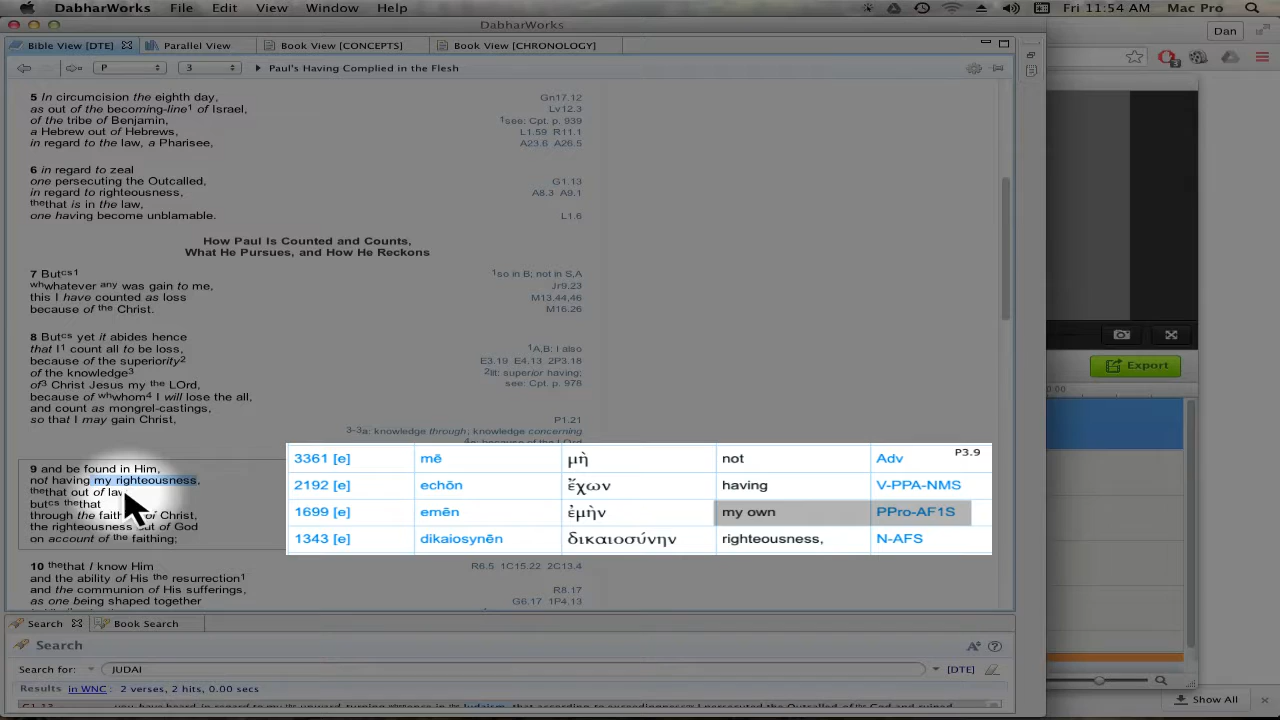 DabharWorks File Edit View Window Help Fri 11:54 AM Mac Pro
DabharWorks
Dan
Bible View [DTE] Parallel View Book View [CONCEPTS] Book View [CHRONOLOGY]
P 3 Paul's Having Complied in the Flesh
5 In circumcision the eighth day, Gn17.12
as out of the becoming-line1 of Israel, Lv12.3
of the tribe of Benjamin, 1see: Cpt. p. 939
a Hebrew out of Hebrews, L1.59 R11.1
in regard to the law, a Pharisee, A23.6 A26.5
6 in regard to zeal
one persecuting the Outcalled, G1.13
in regard to righteousness, A8.3 A9.1
the that is in the law,
one having become unblamable. L1.6
How Paul Is Counted and Counts,
What He Pursues, and How He Reckons
7 Butcs1 1so in B; not in S,A
whwhatever any was gain to me, Jr9.23
this I have counted as loss M13.44,46
because of the Christ. M16.26
8 Butcs yet it abides hence
that I1 count all to be loss, 1A,B: I also
because of the superiority2 E3.19 E4.13 2P3.18
of the knowledge3 2lit: superior having;
of3 Christ Jesus my the LOrd, see: Cpt. p. 978
because of whwhom4 I will lose the all,
and count as mongrel-castings,
so that I may gain Christ, P1.21
3–3a: knowledge through; knowledge concerning
9 and be found in Him, P3.9
not having my righteousness,
the that out of law
butcs the that
through the faith of Christ,
the righteousness out of God
on account of the faith;
3361 [e] mē μὴ not Adv
2192 [e] echōn ἔχων having V-PPA-NMS
1699 [e] emēn ἐμὴν my own PPro-AF1S
1343 [e] dikaiosynēn δικαιοσύνην righteousness, N-AFS
10 the that I know Him R6.5 1C15.22 2C13.4
and the ability of His the resurrection1
and the communion of His sufferings, R8.17
as one being shaped together G6.17 1P4.13
Export
Search Book Search
Search
Search for: JUDAI [DTE]
Results in WNC: 2 verses, 2 hits, 0.00 secs
Show All